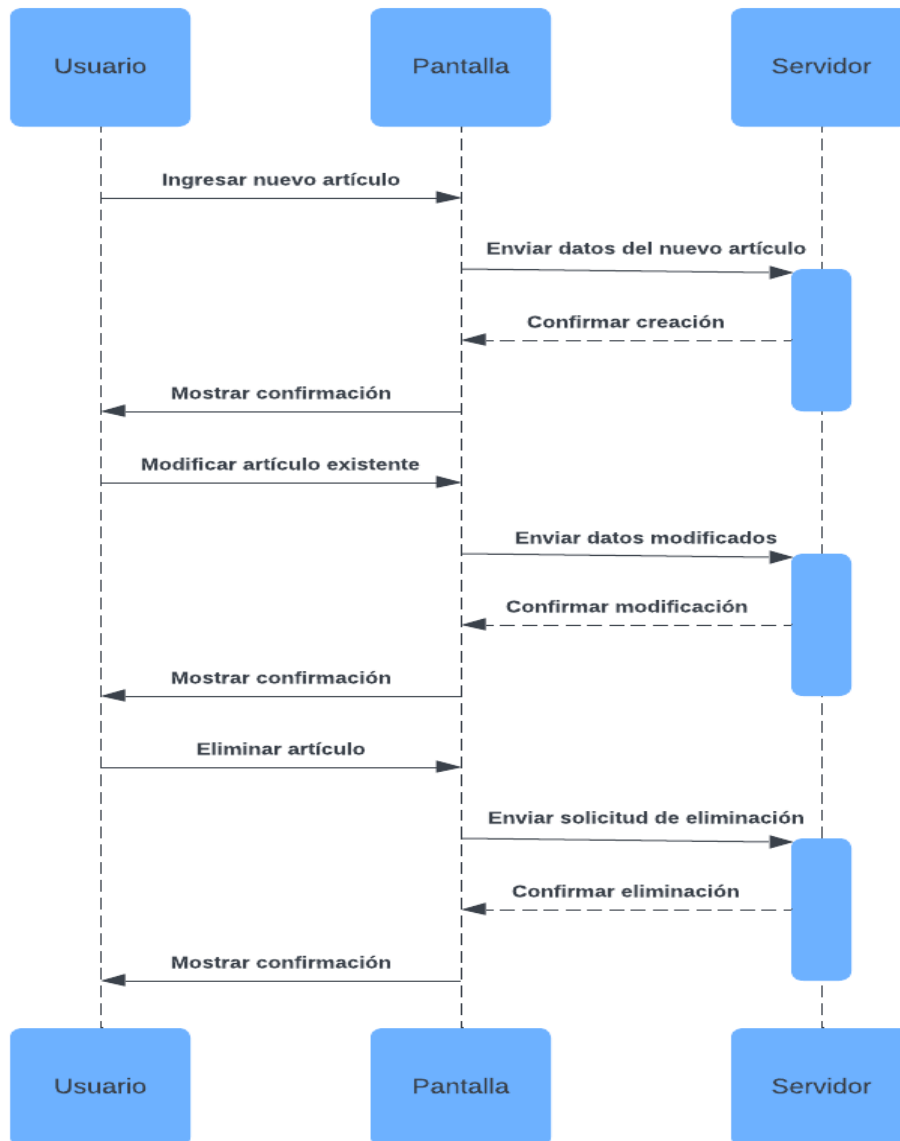 Usuario
Pantalla
Servidor
Ingresar nuevo artículo
Enviar datos del nuevo artículo
Confirmar creación
Mostrar confirmación
Modificar artículo existente
Enviar datos modificados
Confirmar modificación
Mostrar confirmación
Eliminar artículo
Enviar solicitud de eliminación
Confirmar eliminación
Mostrar confirmación
Usuario
Pantalla
Servidor